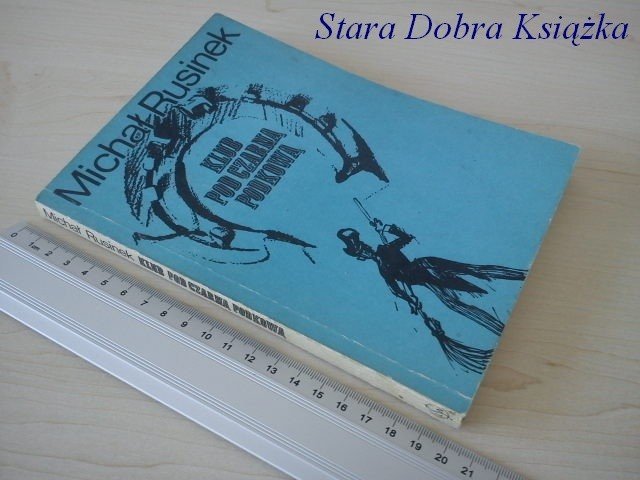 Stara Dobra Książka
Michał Rusinek
KLUB
POD CZARNĄ
PODKOWĄ
Michał Rusinek KLUB POD CZARNĄ PODKOWĄ
0 1 2 3 4 5 6 7 8 9 10 11 12 13 14 15 16 17 18 19 20 21